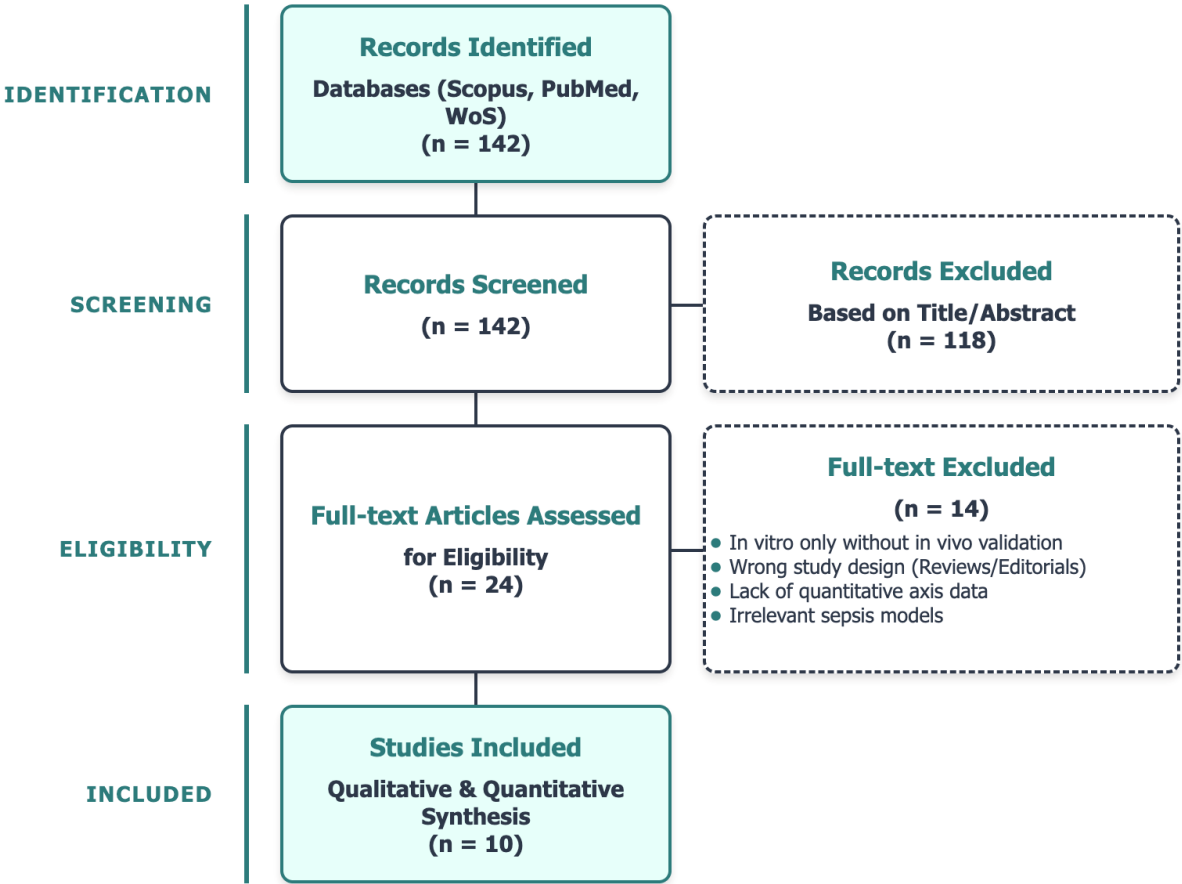 IDENTIFICATION
Records Identified
Databases (Scopus, PubMed,
WoS)
(n = 142)
SCREENING
Records Screened
(n = 142)
Records Excluded
Based on Title/Abstract
(n = 118)
ELIGIBILITY
Full-text Articles Assessed
for Eligibility
(n = 24)
Full-text Excluded
(n = 14)
● In vitro only without in vivo validation
● Wrong study design (Reviews/Editorials)
● Lack of quantitative axis data
● Irrelevant sepsis models
INCLUDED
Studies Included
Qualitative & Quantitative
Synthesis
(n = 10)